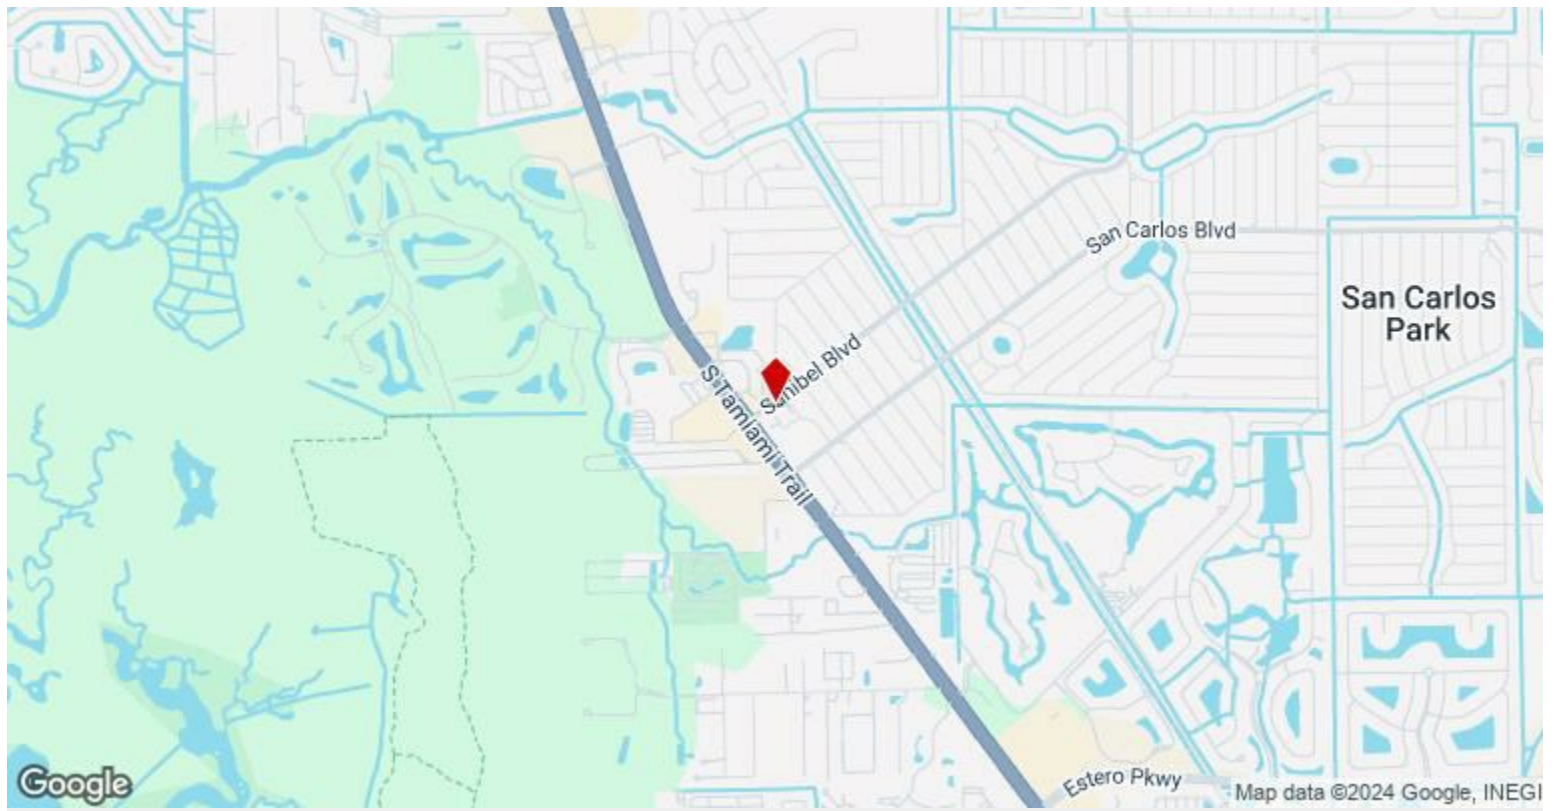 San Carlos Blvd
San Carlos
Park
Sanibel Blvd
S Tamiami Trail
Estero Pkwy
Google
Map data ©2024 Google, INEGI